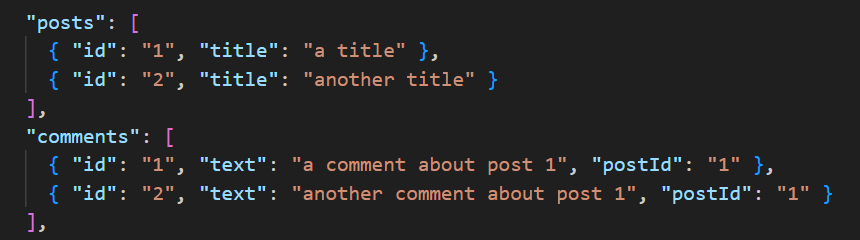 "posts": [
{ "id": "1", "title": "a title" },
{ "id": "2", "title": "another title" }
],
"comments": [
{ "id": "1", "text": "a comment about post 1", "postId": "1" },
{ "id": "2", "text": "another comment about post 1", "postId": "1" }
],